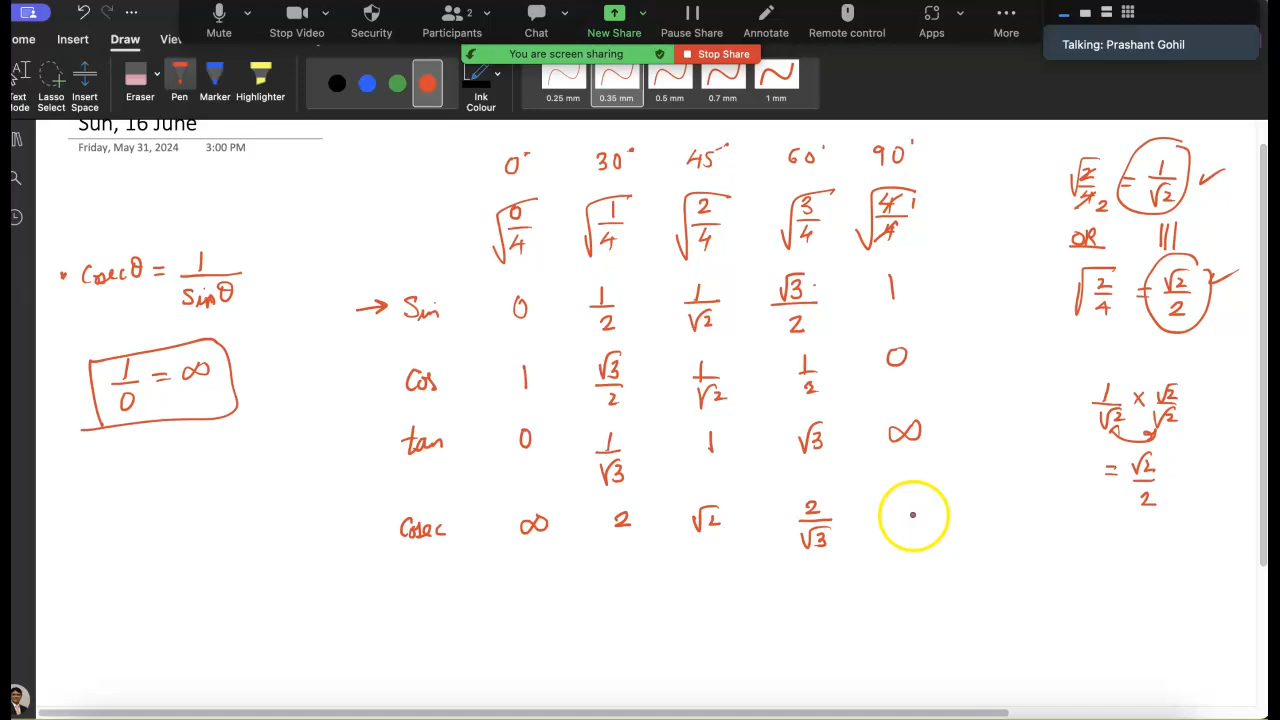 Mute Stop Video Security Participants 2 Chat New Share Pause Share Annotate Remote control Apps More
Talking: Prashant Gohil
You are screen sharing Stop Share
ome Insert Draw Vie
Text Mode Lasso Select Insert Space Eraser Pen Marker Highlighter Ink Colour 0.25 mm 0.35 mm 0.5 mm 0.7 mm 1 mm
Sun, 16 June
Friday, May 31, 2024 3:00 PM
0° 30° 45° 60° 90°
√(0/4) √(1/4) √(2/4) √(3/4) √(4/4) 1
→ Sin 0 1/2 1/√2 √3/2 1
Cos 1 √3/2 1/√2 1/2 0
tan 0 1/√3 1 √3 ∞
Cosec ∞ 2 √2 2/√3
• Cosecθ = 1/Sinθ
1/0 = ∞
√(2/4) 2 = 1/√2 ✓
OR |||
√(2/4) = √2/2 ✓
1/√2 × √2/√2
= √2/2